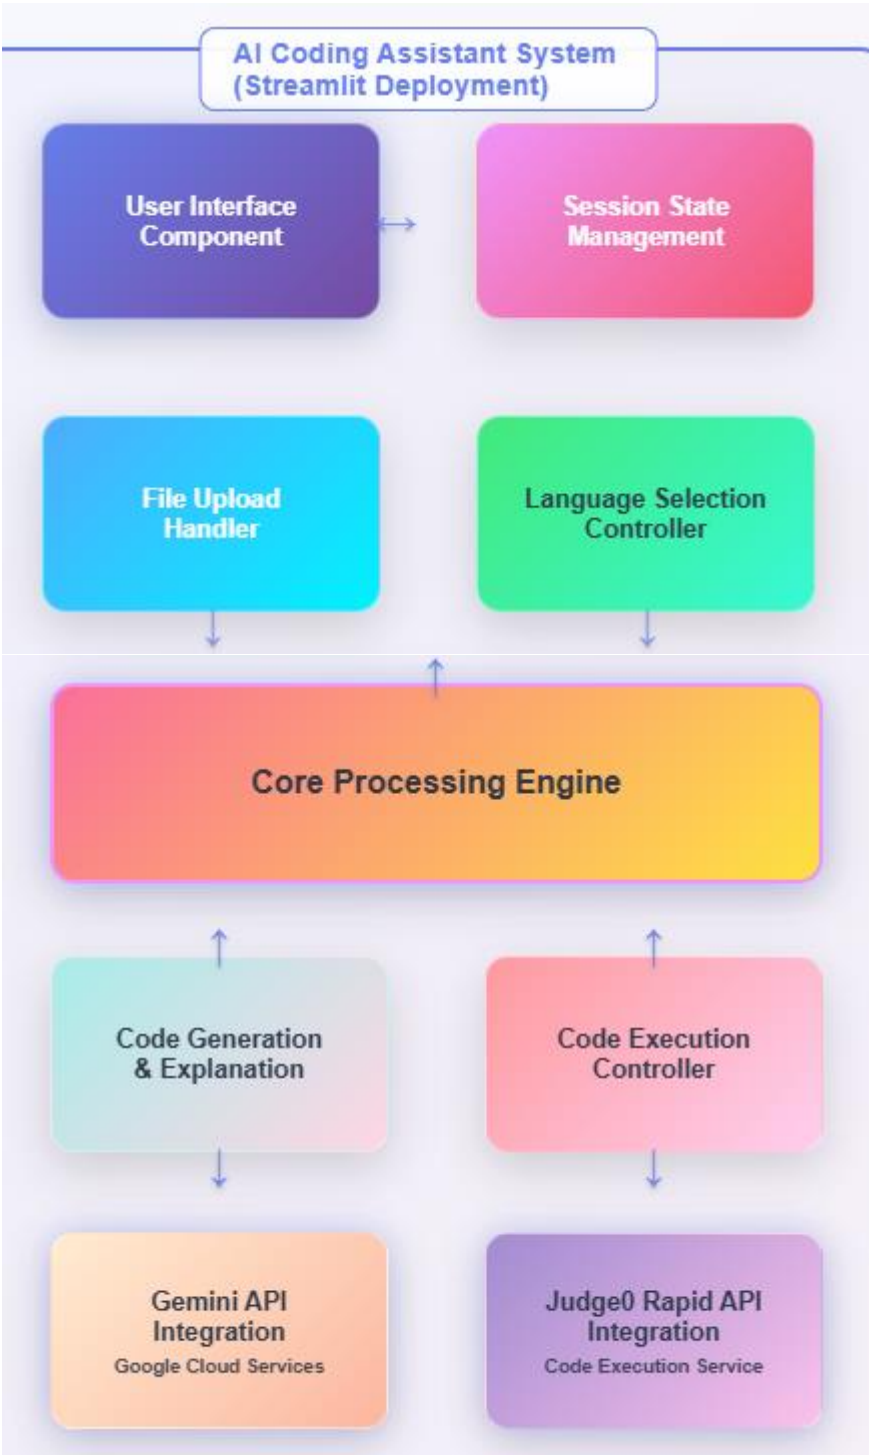 AI Coding Assistant System
(Streamlit Deployment)
User Interface
Component
Session State
Management
File Upload
Handler
Language Selection
Controller
Core Processing Engine
Code Generation
& Explanation
Code Execution
Controller
Gemini API
Integration
Google Cloud Services
Judge0 Rapid API
Integration
Code Execution Service